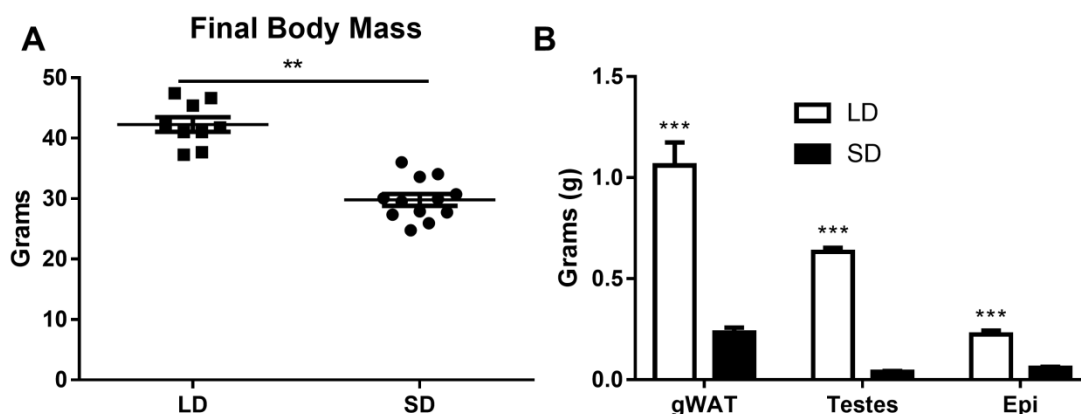 A
Final Body Mass
**
50
40
30
20
10
0
Grams
LD
SD
B
1.5
1.0
0.5
0.0
Grams (g)
LD
SD
***
***
***
gWAT
Testes
Epi